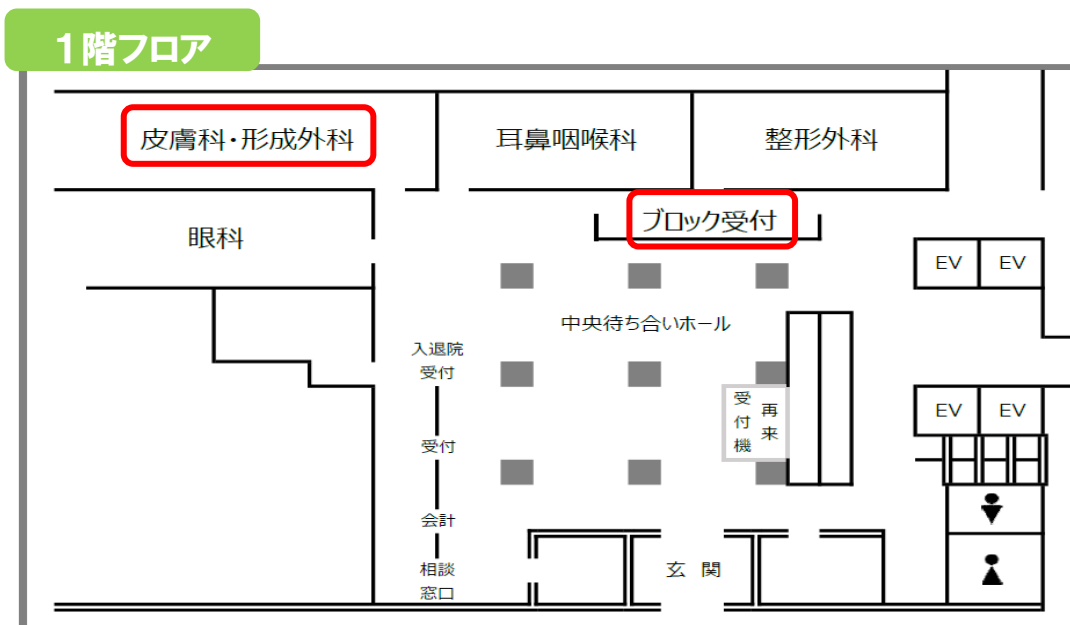 1階フロア
皮膚科・形成外科
耳鼻咽喉科
整形外科
ブロック受付
眼科
EV
EV
中央待ち合いホール
入退院
受付
再来
受付機
EV
EV
受付
会計
相談
窓口
玄関